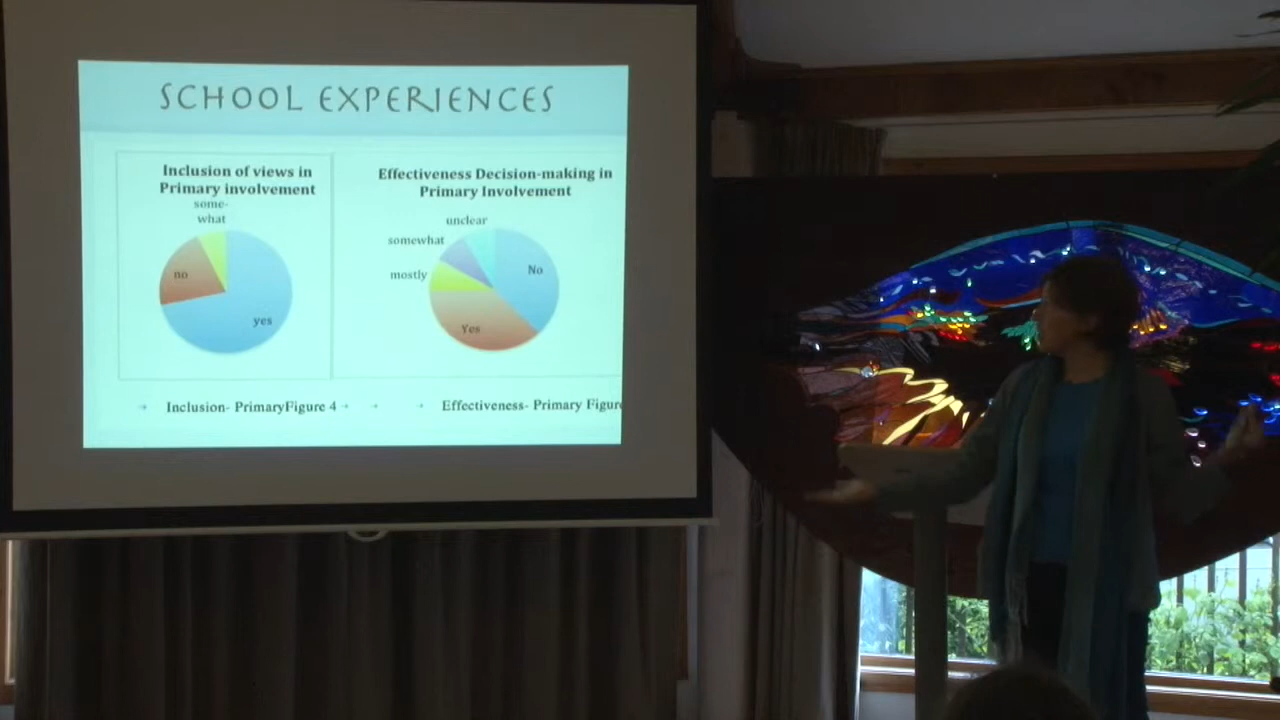 SCHOOL EXPERIENCES
Inclusion of views in
Primary involvement
some-
what
no
yes
Effectiveness Decision-making in
Primary Involvement
unclear
somewhat
mostly
No
Yes
Inclusion- PrimaryFigure 4
Effectiveness- Primary Figur